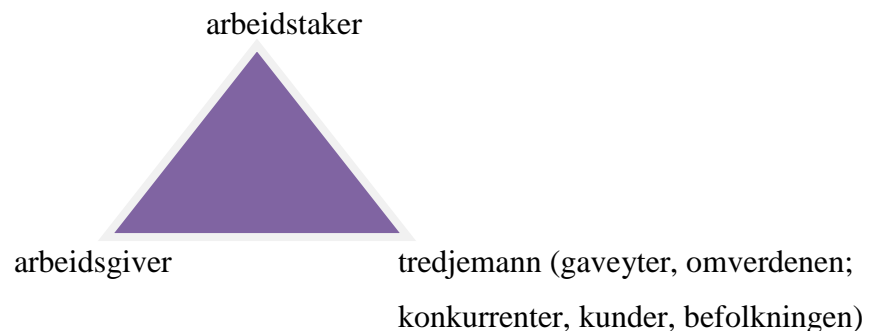 arbeidstaker
arbeidsgiver
tredjemann (gaveyter, omverdenen;
konkurrenter, kunder, befolkningen)